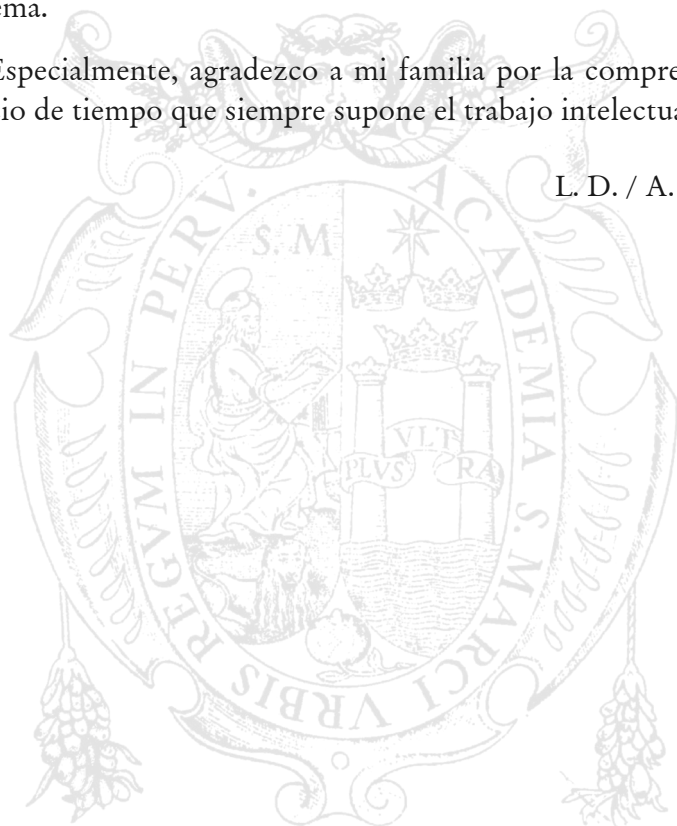 ema.
Especialmente, agradezco a mi familia por la compre
io de tiempo que siempre supone el trabajo intelectua
L. D. / A.
S. M
ACADEMIA S. MARCI VRBIS REGVM IN PERV.
VLT
PLVS RA